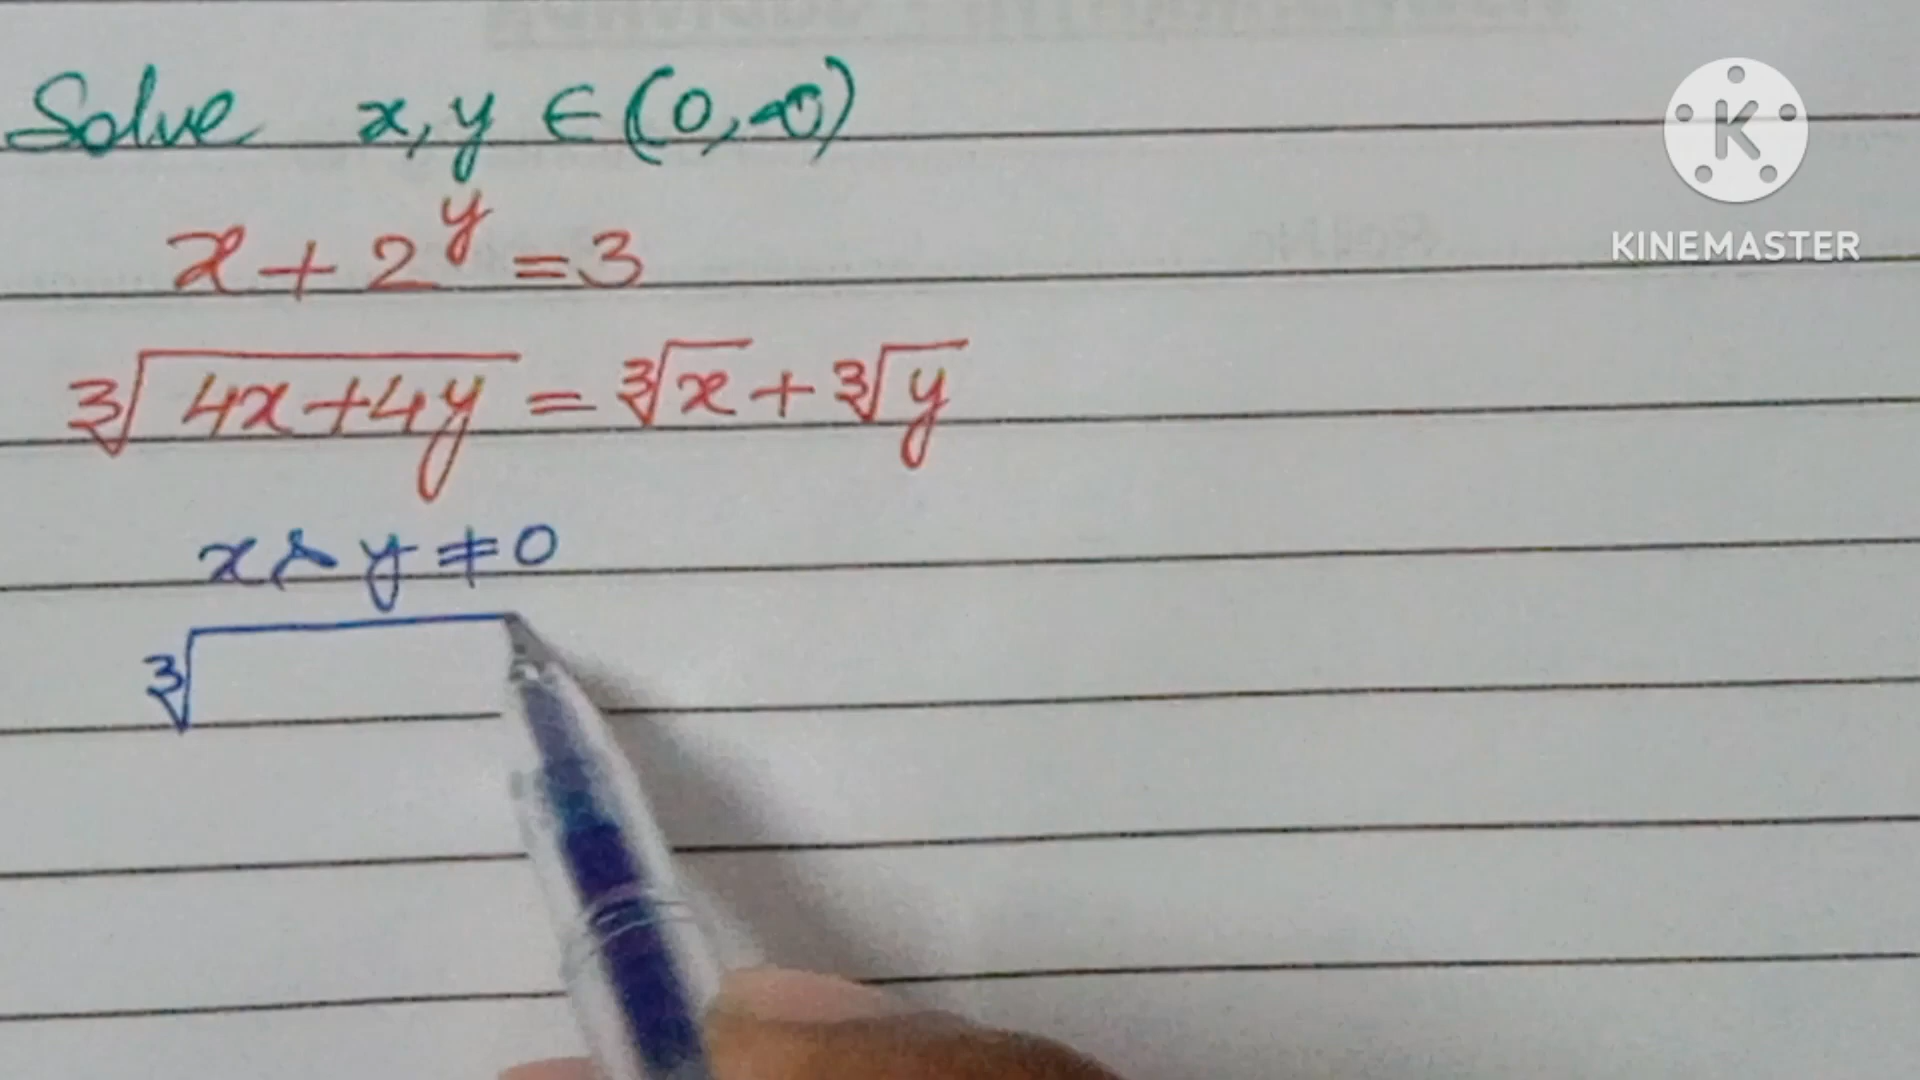 Solve x, y ∈ (0, ∞)
x + 2^y = 3
∛(4x+4y) = ∛x + ∛y
x & y ≠ 0
∛
K
KINEMASTER